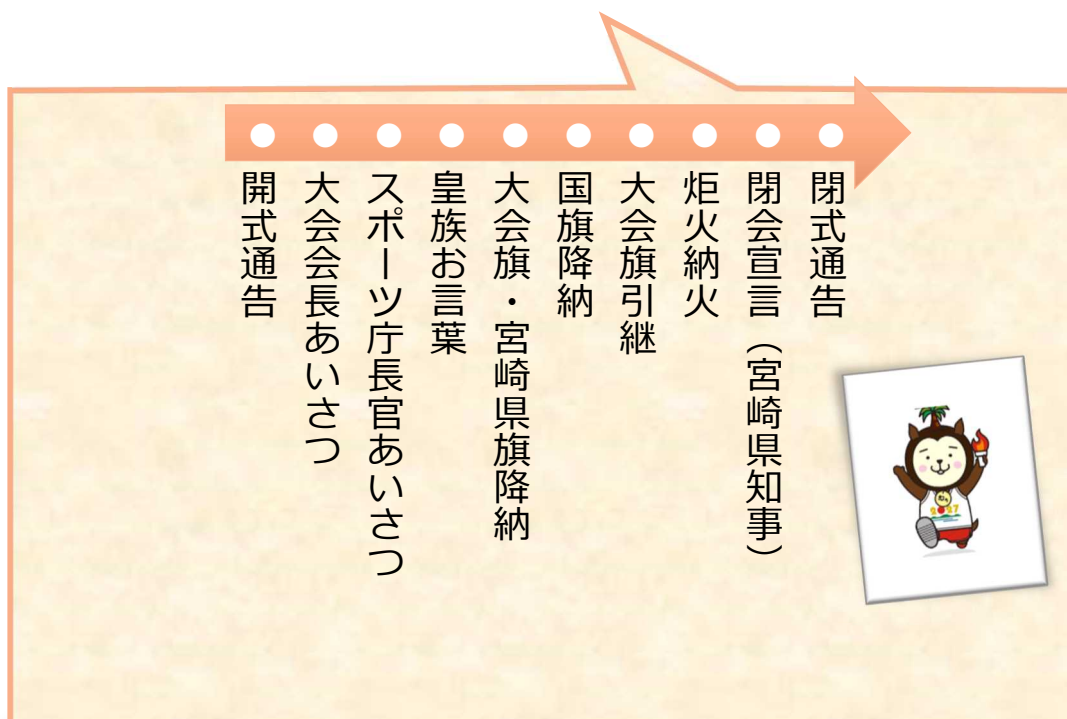 開式通告
大会会長あいさつ
スポーツ庁長官あいさつ
皇族お言葉
大会旗・宮崎県旗降納
国旗降納
大会旗引継
炬火納火
閉会宣言（宮崎県知事）
閉式通告
2027